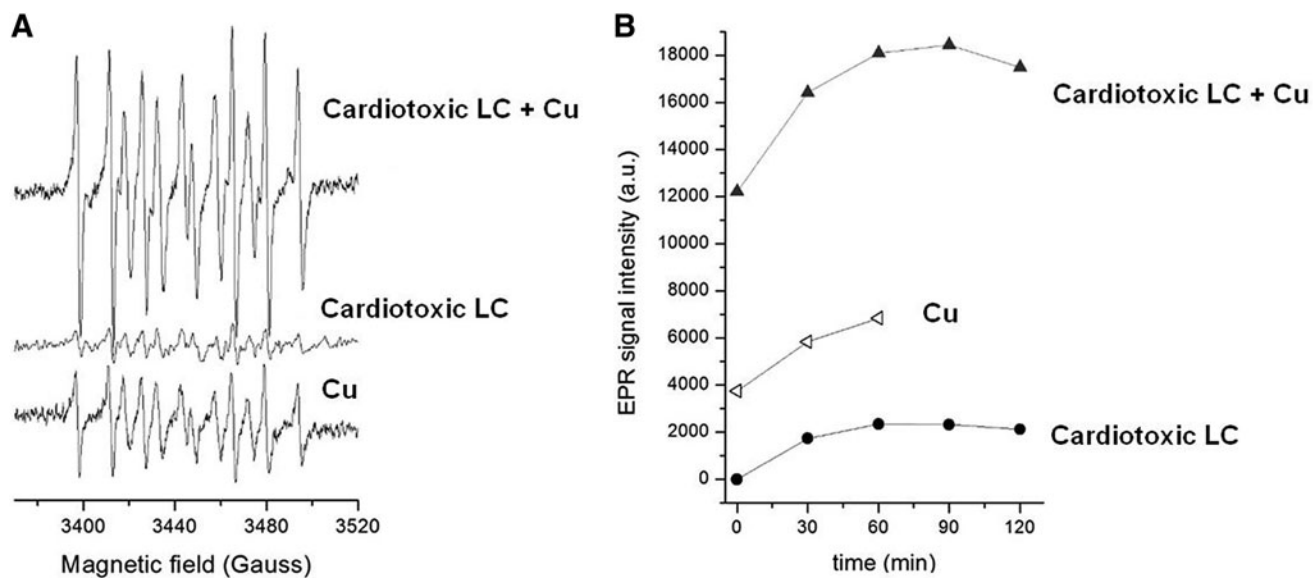 A
Cardiotoxic LC + Cu
Cardiotoxic LC
Cu
3400 3440 3480 3520
Magnetic field (Gauss)
B
EPR signal intensity (a.u.)
18000
16000
14000
12000
10000
8000
6000
4000
2000
0
Cardiotoxic LC + Cu
Cu
Cardiotoxic LC
0 30 60 90 120
time (min)